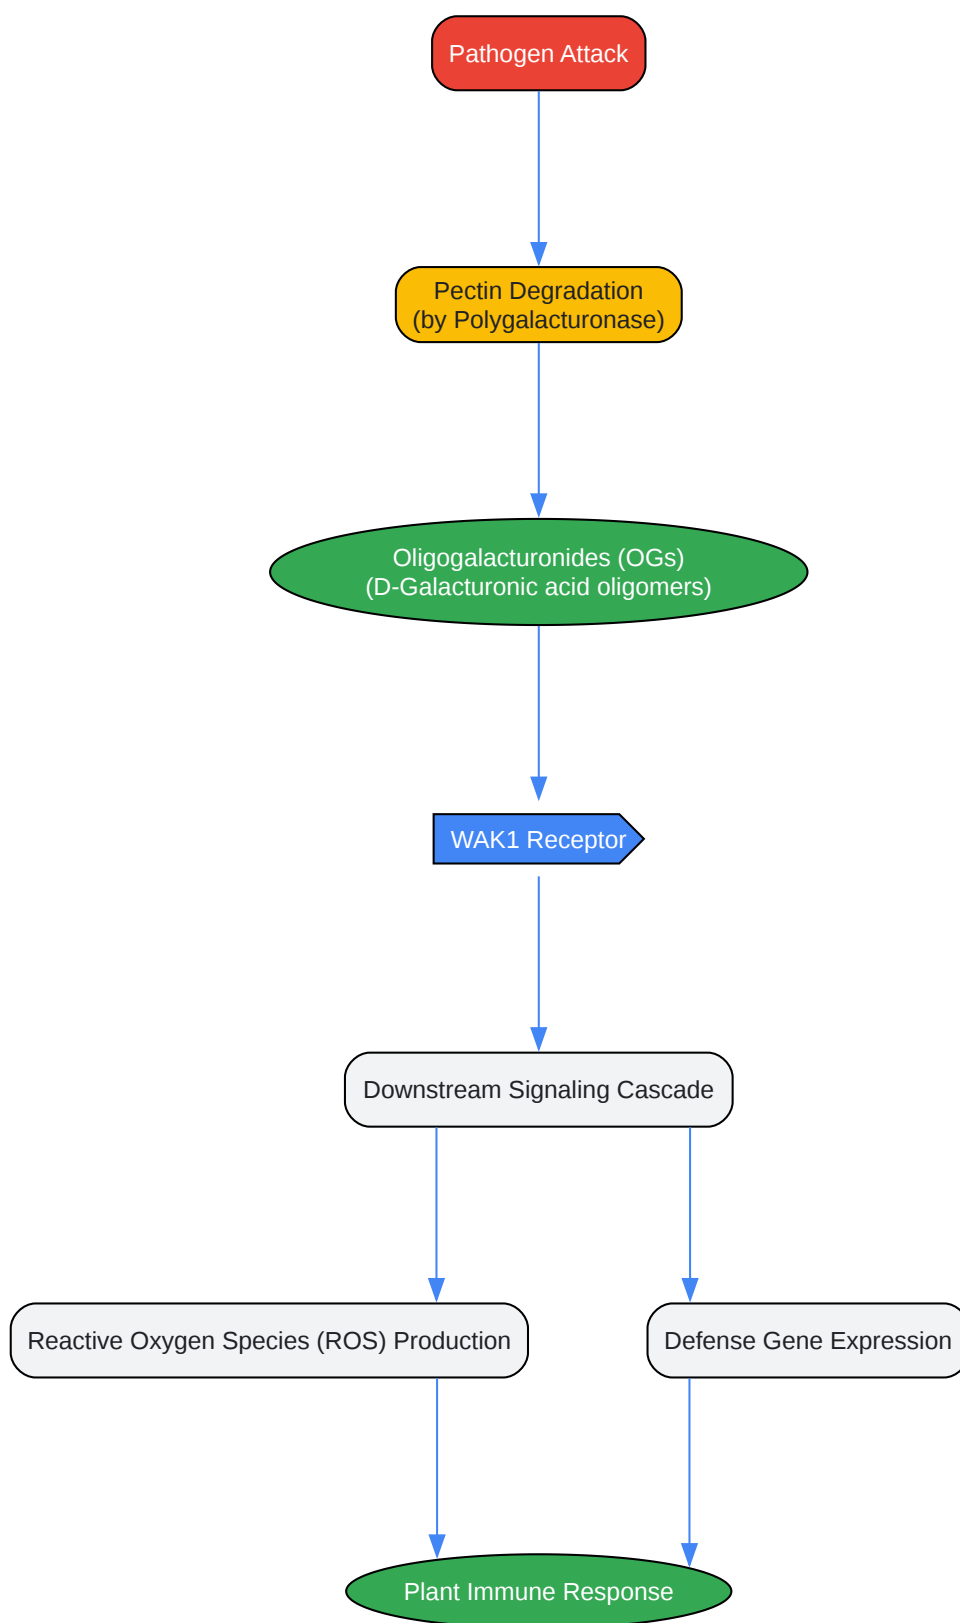 Pathogen Attack
Pectin Degradation
(by Polygalacturonase)
Oligogalacturonides (OGs)
(D-Galacturonic acid oligomers)
WAK1 Receptor
Downstream Signaling Cascade
Reactive Oxygen Species (ROS) Production
Defense Gene Expression
Plant Immune Response